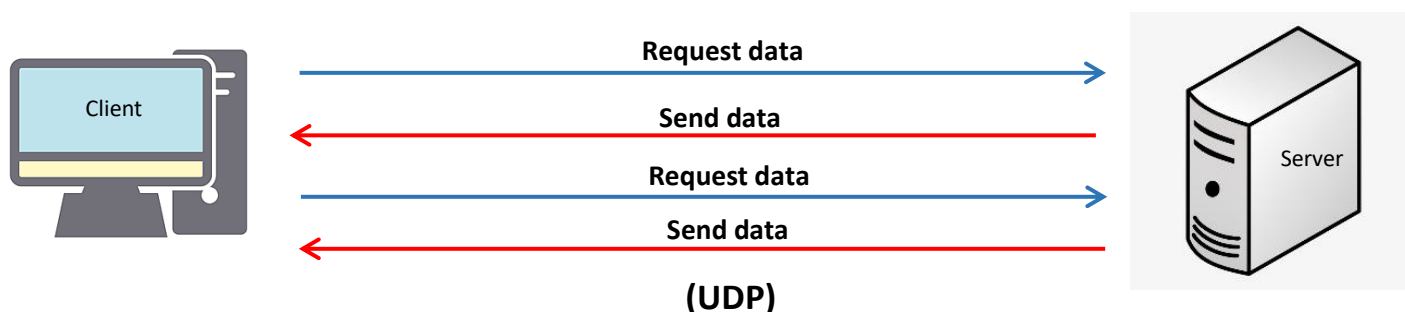 Request data
Client
Send data
Request data
Server
Send data
(UDP)